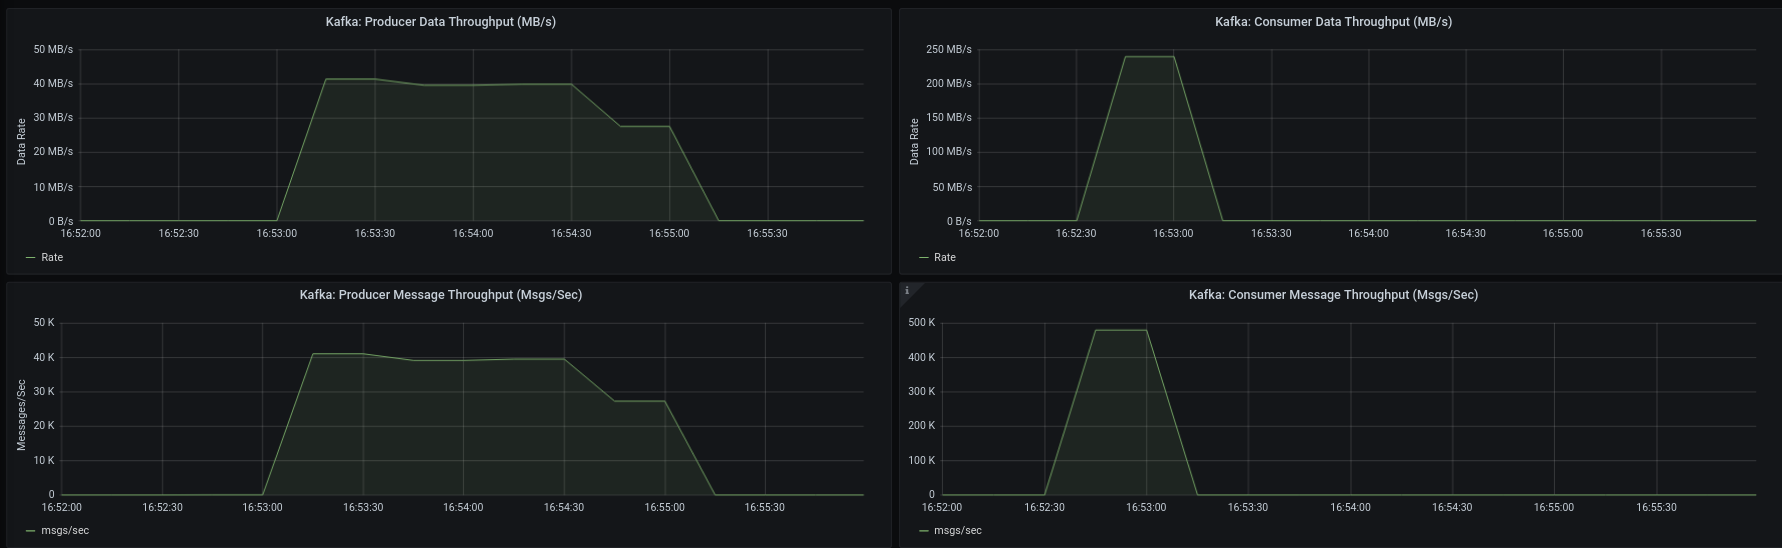 Kafka: Producer Data Throughput (MB/s)
50 MB/s
40 MB/s
30 MB/s
20 MB/s
10 MB/s
0 B/s
Data Rate
16:52:00 16:52:30 16:53:00 16:53:30 16:54:00 16:54:30 16:55:00 16:55:30
Rate
Kafka: Consumer Data Throughput (MB/s)
250 MB/s
200 MB/s
150 MB/s
100 MB/s
50 MB/s
0 B/s
Data Rate
16:52:00 16:52:30 16:53:00 16:53:30 16:54:00 16:54:30 16:55:00 16:55:30
Rate
Kafka: Producer Message Throughput (Msgs/Sec)
50 K
40 K
30 K
20 K
10 K
0
Messages/Sec
16:52:00 16:52:30 16:53:00 16:53:30 16:54:00 16:54:30 16:55:00 16:55:30
msgs/sec
i
Kafka: Consumer Message Throughput (Msgs/Sec)
500 K
400 K
300 K
200 K
100 K
0
16:52:00 16:52:30 16:53:00 16:53:30 16:54:00 16:54:30 16:55:00 16:55:30
msgs/sec